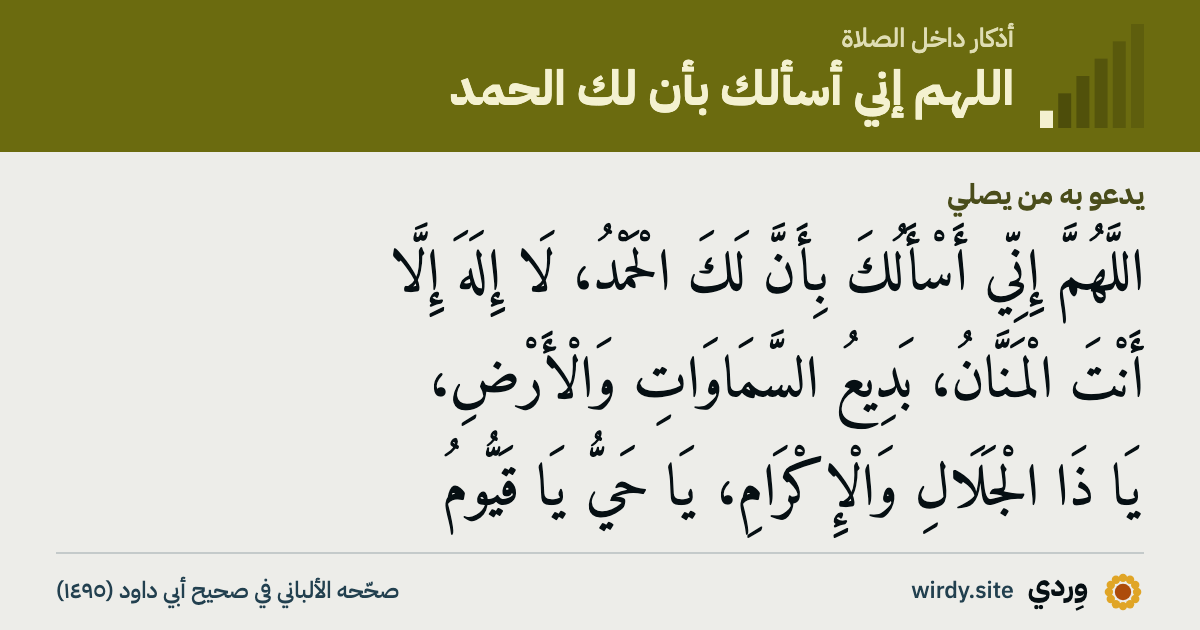 أذكار داخل الصلاة
اللهم إني أسألك بأن لك الحمد
يدعو به من يصلي
اللَّهُمَّ إِنِّي أَسْأَلُكَ بِأَنَّ لَكَ الْحَمْدُ، لَا إِلَهَ إِلَّا
أَنْتَ الْمَنَّانُ، بَدِيعُ السَّمَاوَاتِ وَالْأَرْضِ،
يَا ذَا الْجَلَالِ وَالْإِكْرَامِ، يَا حَيُّ يَا قَيُّومُ
وِردي wirdy.site
صحّحه الألباني في صحيح أبي داود (١٤٩٥)